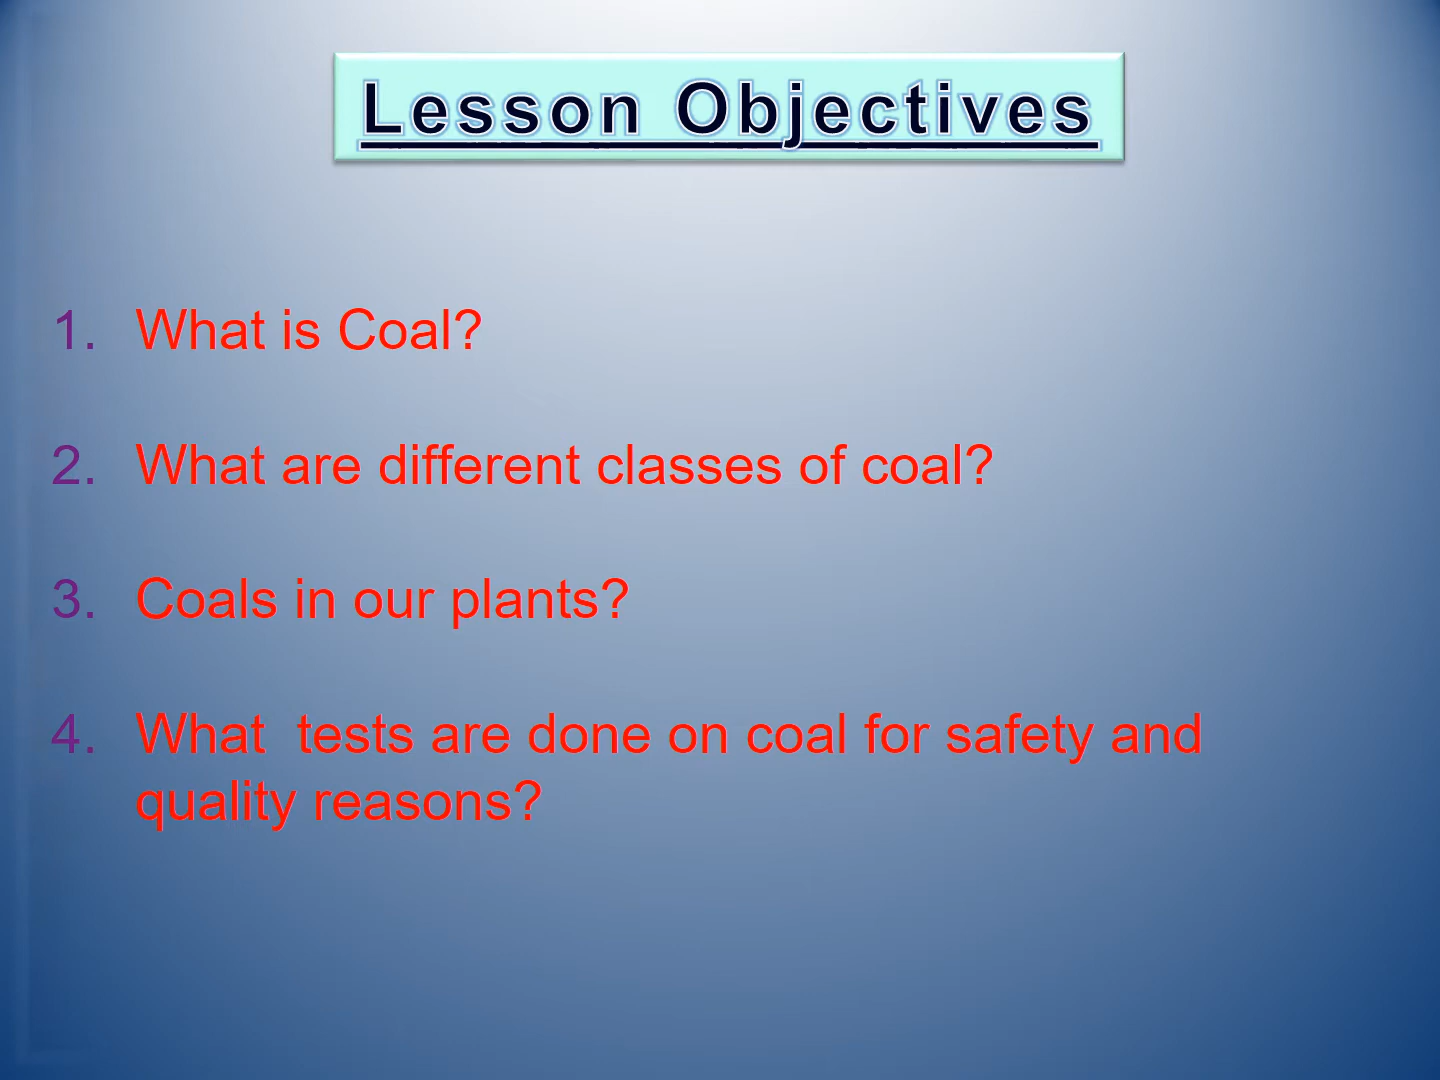 Lesson Objectives
1. What is Coal?
2. What are different classes of coal?
3. Coals in our plants?
4. What  tests are done on coal for safety and
quality reasons?